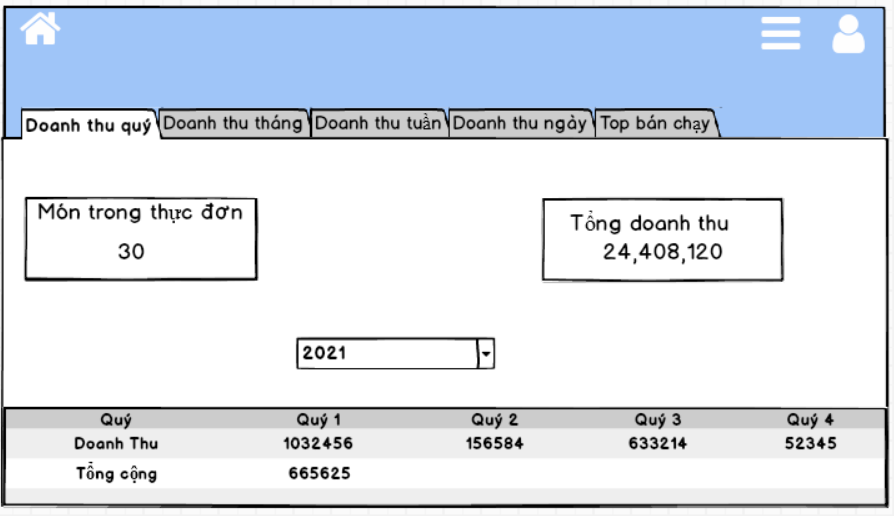 Doanh thu quý Doanh thu tháng Doanh thu tuần Doanh thu ngày Top bán chạy
Món trong thực đơn
30
Tổng doanh thu
24,408,120
2021
Quý Quý 1 Quý 2 Quý 3 Quý 4
Doanh Thu 1032456 156584 633214 52345
Tổng cộng 665625